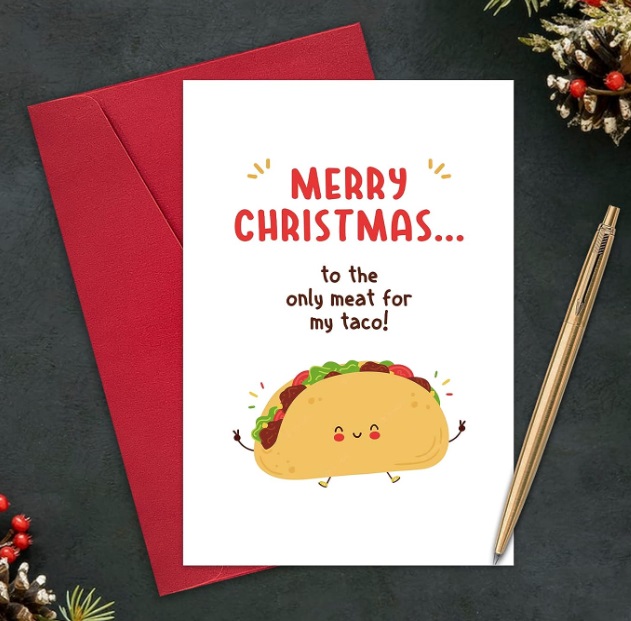 MERRY
CHRISTMAS...
to the
only meat for
my taco!